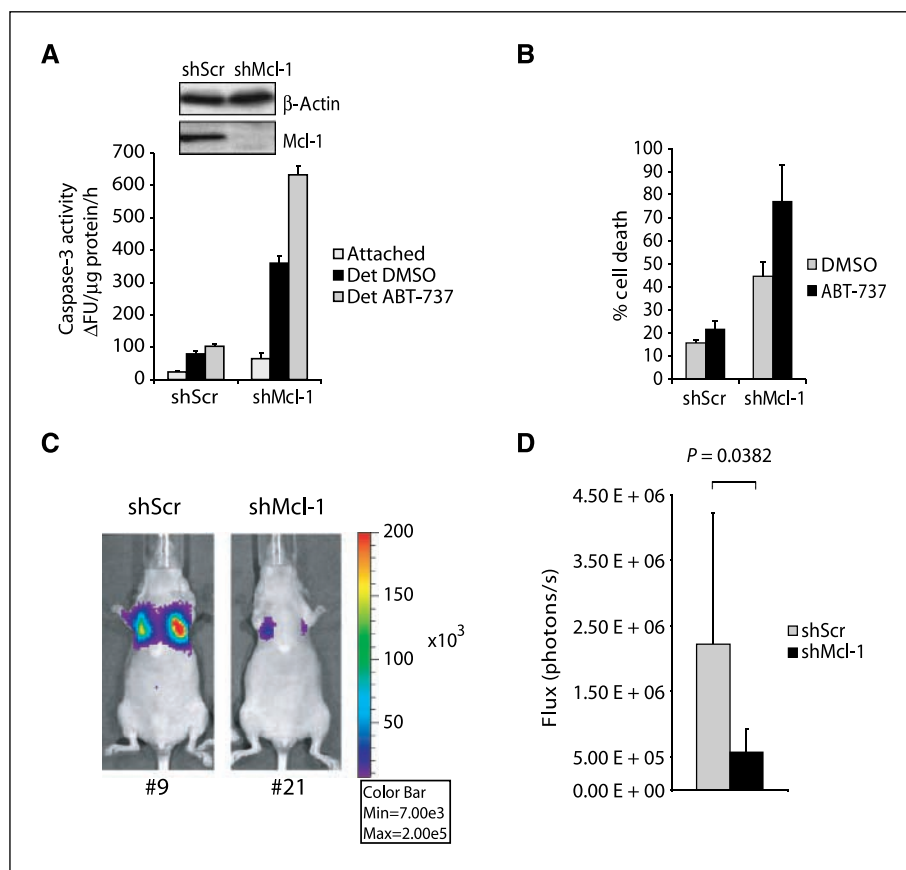 A
shScr shMcl-1
β-Actin
Mcl-1
Caspase-3 activity
ΔFU/µg protein/h
700
600
500
400
300
200
100
0
shScr
shMcl-1
Attached
Det DMSO
Det ABT-737
B
% cell death
100
90
80
70
60
50
40
30
20
10
0
shScr
shMcl-1
DMSO
ABT-737
C
shScr
shMcl-1
#9
#21
200
150
x10³
100
50
Color Bar
Min=7.00e3
Max=2.00e5
D
P = 0.0382
Flux (photons/s)
4.50 E + 06
3.50 E + 06
2.50 E + 06
1.50 E + 06
5.00 E + 05
0.00 E + 00
shScr
shMcl-1